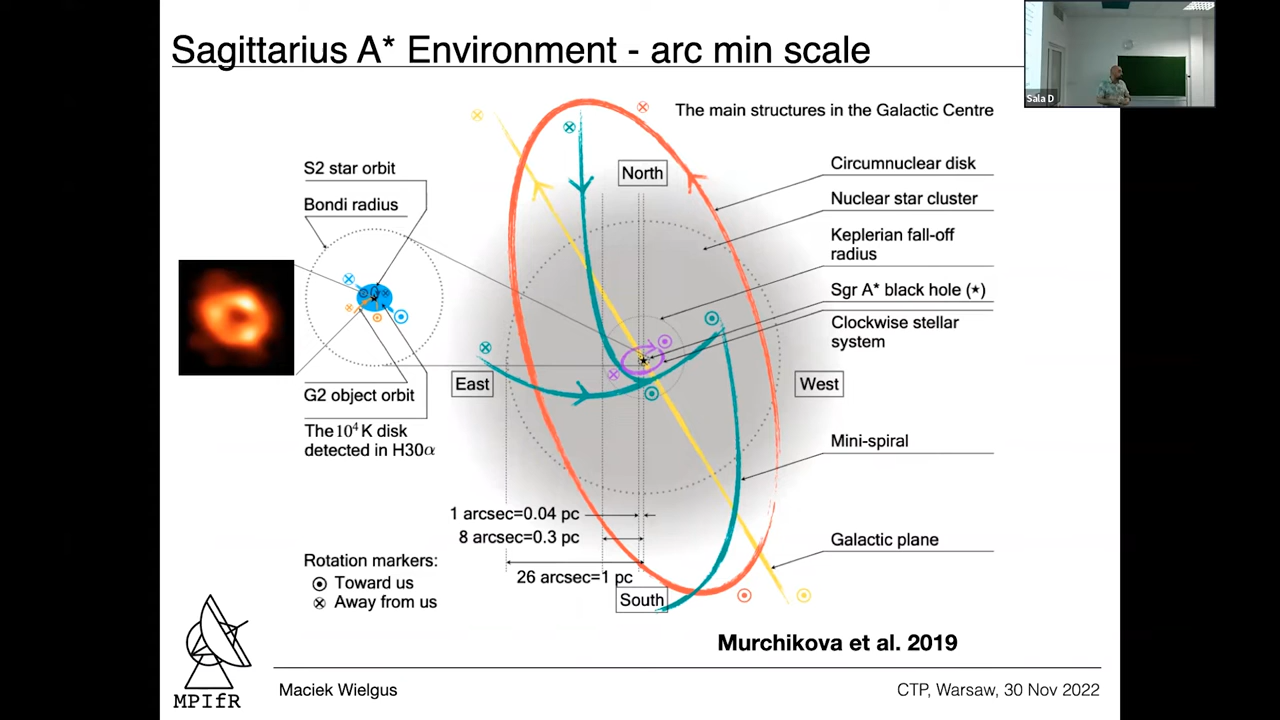 Sagittarius A* Environment - arc min scale
Sala D
The main structures in the Galactic Centre
S2 star orbit
Bondi radius
G2 object orbit
The 10⁴ K disk
detected in H30α
North
East
West
South
Circumnuclear disk
Nuclear star cluster
Keplerian fall-off
radius
Sgr A* black hole (★)
Clockwise stellar
system
Mini-spiral
Galactic plane
1 arcsec=0.04 pc
8 arcsec=0.3 pc
26 arcsec=1 pc
Rotation markers:
Toward us
Away from us
Murchikova et al. 2019
MPIfR
Maciek Wielgus
CTP, Warsaw, 30 Nov 2022